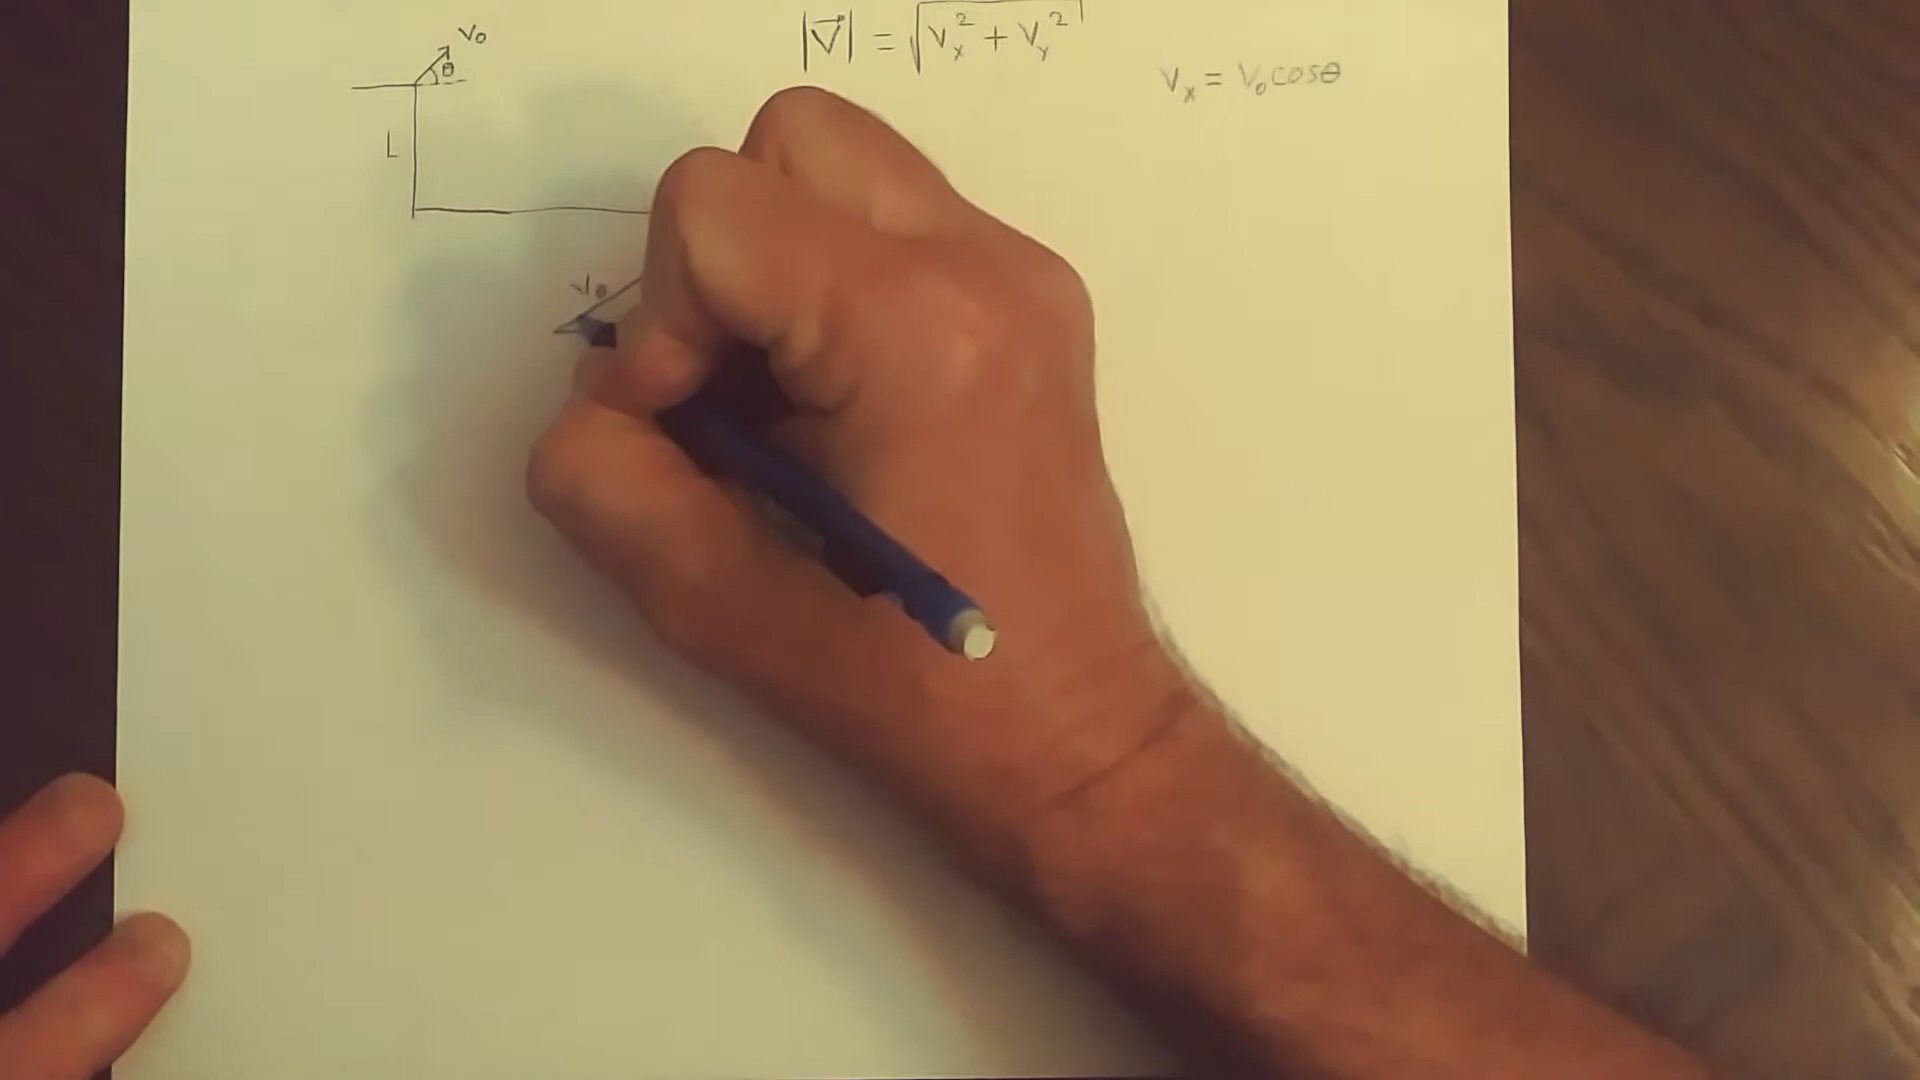 V₀
θ
L
|V⃗| = √(Vₓ² + Vᵧ²)
Vₓ = V₀cosθ
V₀